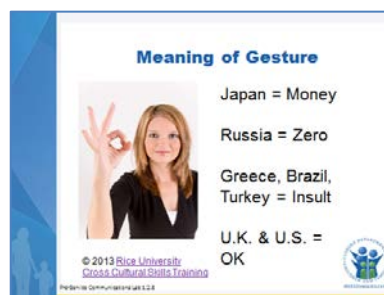 Meaning of Gesture
Japan = Money
Russia = Zero
Greece, Brazil,
Turkey = Insult
U.K. & U.S. =
OK
© 2013 Rice University
Cross Cultural Skills Training